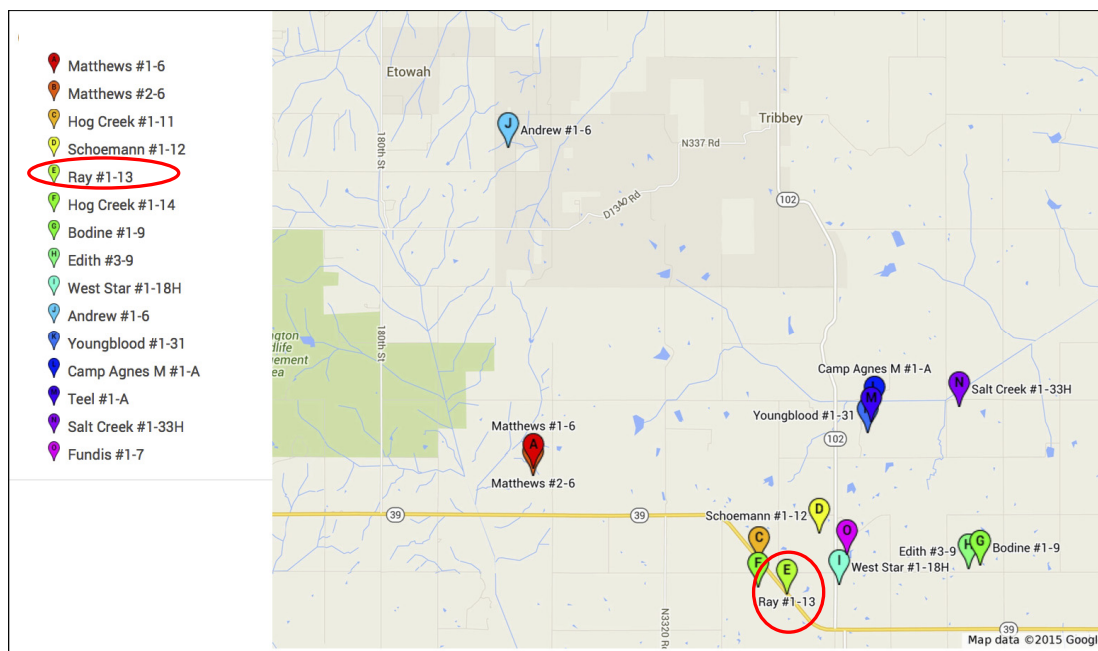 A Matthews #1-6
B Matthews #2-6
C Hog Creek #1-11
D Schoemann #1-12
E Ray #1-13
F Hog Creek #1-14
G Bodine #1-9
H Edith #3-9
I West Star #1-18H
J Andrew #1-6
K Youngblood #1-31
Camp Agnes M #1-A
M Teel #1-A
N Salt Creek #1-33H
O Fundis #1-7
Etowah
J Andrew #1-6
Tribbey
N337 Rd
180th St
D1340 Rd
102
180th St
ington
ldlife
gement
ea
Camp Agnes M #1-A
M
N Salt Creek #1-33H
Youngblood #1-31
102
Matthews #1-6
A
Matthews #2-6
39
39
Schoemann #1-12
D
C
O
Edith #3-9
H
G
Bodine #1-9
F
E
I
West Star #1-18H
Ray #1-13
N3320 Rd
39
Map data ©2015 Googl